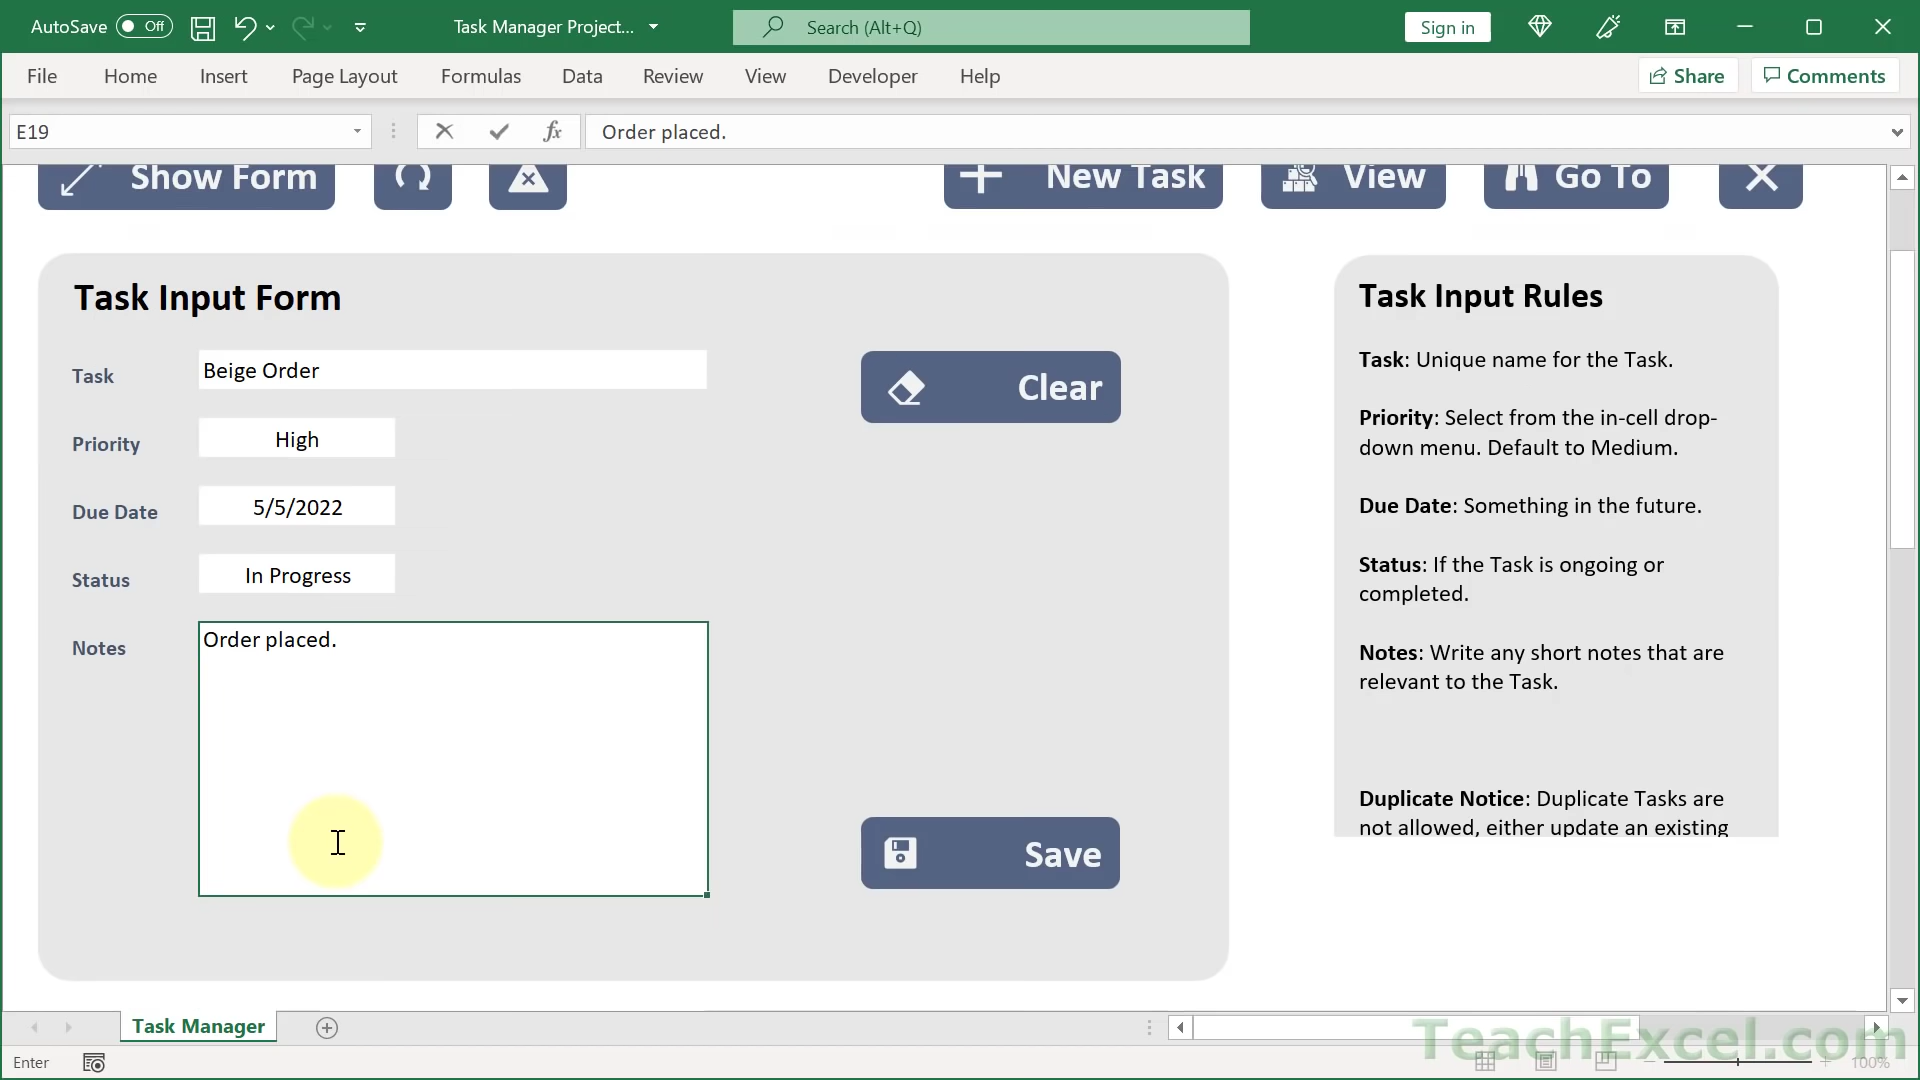 AutoSave Off Task Manager Project... Search (Alt+Q) Sign in
File Home Insert Page Layout Formulas Data Review View Developer Help Share Comments
E19 fx Order placed.
Show Form New Task View Go To
Task Input Form
Task Beige Order
Priority High
Due Date 5/5/2022
Status In Progress
Notes Order placed.
Clear
Save
Task Input Rules
Task: Unique name for the Task.
Priority: Select from the in-cell drop-
down menu. Default to Medium.
Due Date: Something in the future.
Status: If the Task is ongoing or
completed.
Notes: Write any short notes that are
relevant to the Task.
Duplicate Notice: Duplicate Tasks are
not allowed, either update an existing
Task Manager
TeachExcel.com
Enter 100%